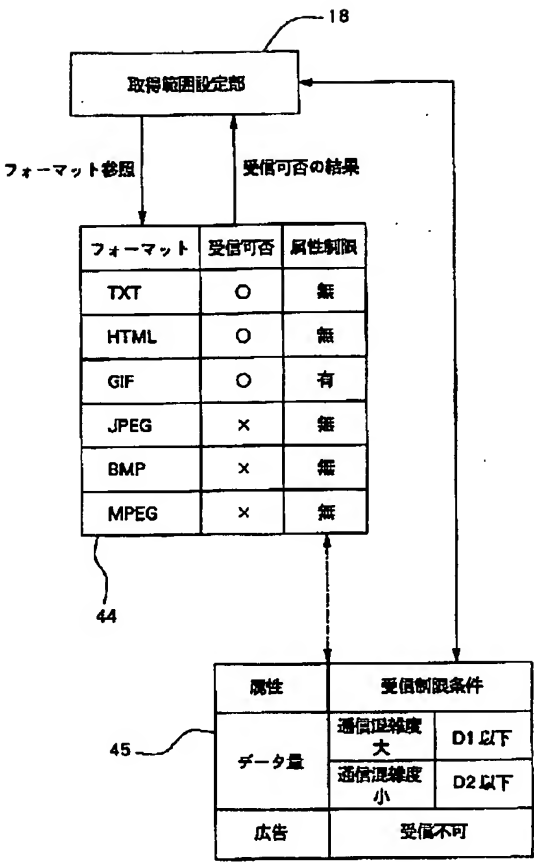 18
取得範囲設定部
フォーマット参照
受信可否の結果
フォーマット 受信可否 属性制限
TXT ○ 無
HTML ○ 無
GIF ○ 有
JPEG × 無
BMP × 無
MPEG × 無
44
属性 受信制限条件
45
データ量
通信混雑度
大
D1以下
通信混雑度
小
D2以下
広告 受信不可